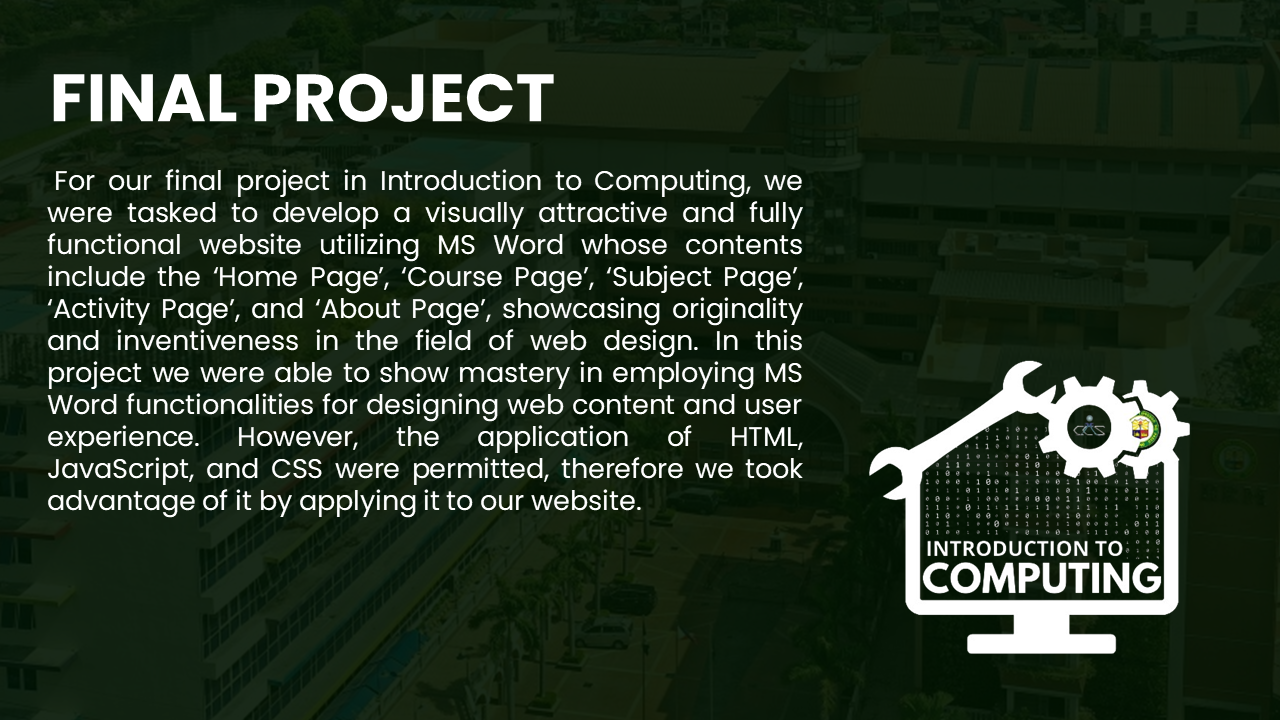 FINAL PROJECT
For our final project in Introduction to Computing, we
were tasked to develop a visually attractive and fully
functional website utilizing MS Word whose contents
include the ‘Home Page’, ‘Course Page’, ‘Subject Page’,
‘Activity Page’, and ‘About Page’, showcasing originality
and inventiveness in the field of web design. In this
project we were able to show mastery in employing MS
Word functionalities for designing web content and user
experience. However, the application of HTML,
JavaScript, and CSS were permitted, therefore we took
advantage of it by applying it to our website.
CCS
INTRODUCTION TO
COMPUTING